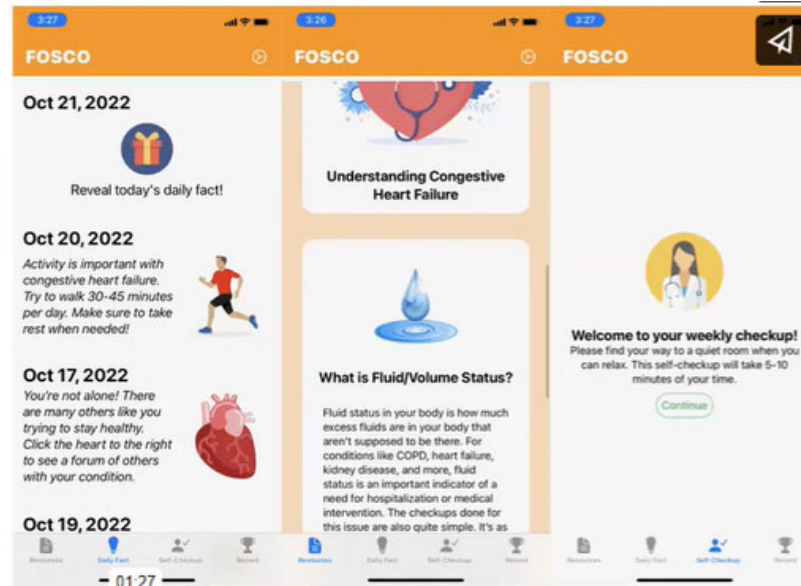 3:27
FOSCO
Oct 21, 2022
Reveal today's daily fact!
Oct 20, 2022
Activity is important with
congestive heart failure.
Try to walk 30-45 minutes
per day. Make sure to take
rest when needed!
Oct 17, 2022
You're not alone! There
are many others like you
trying to stay healthy.
Click the heart to the right
to see a forum of others
with your condition.
Oct 19, 2022
Resources
Daily Fact
Self-Checkup
Record
01:27
3:26
FOSCO
Understanding Congestive
Heart Failure
What is Fluid/Volume Status?
Fluid status in your body is how much
excess fluids are in your body that
aren't supposed to be there. For
conditions like COPD, heart failure,
kidney disease, and more, fluid
status is an important indicator of a
need for hospitalization or medical
intervention. The checkups done for
this issue are also quite simple. It's as
Resources
Daily Fact
Self-Checkup
Record
3:27
FOSCO
Welcome to your weekly checkup!
Please find your way to a quiet room when you
can relax. This self-checkup will take 5-10
minutes of your time.
Continue
Resources
Daily Fact
Self-Checkup
Record